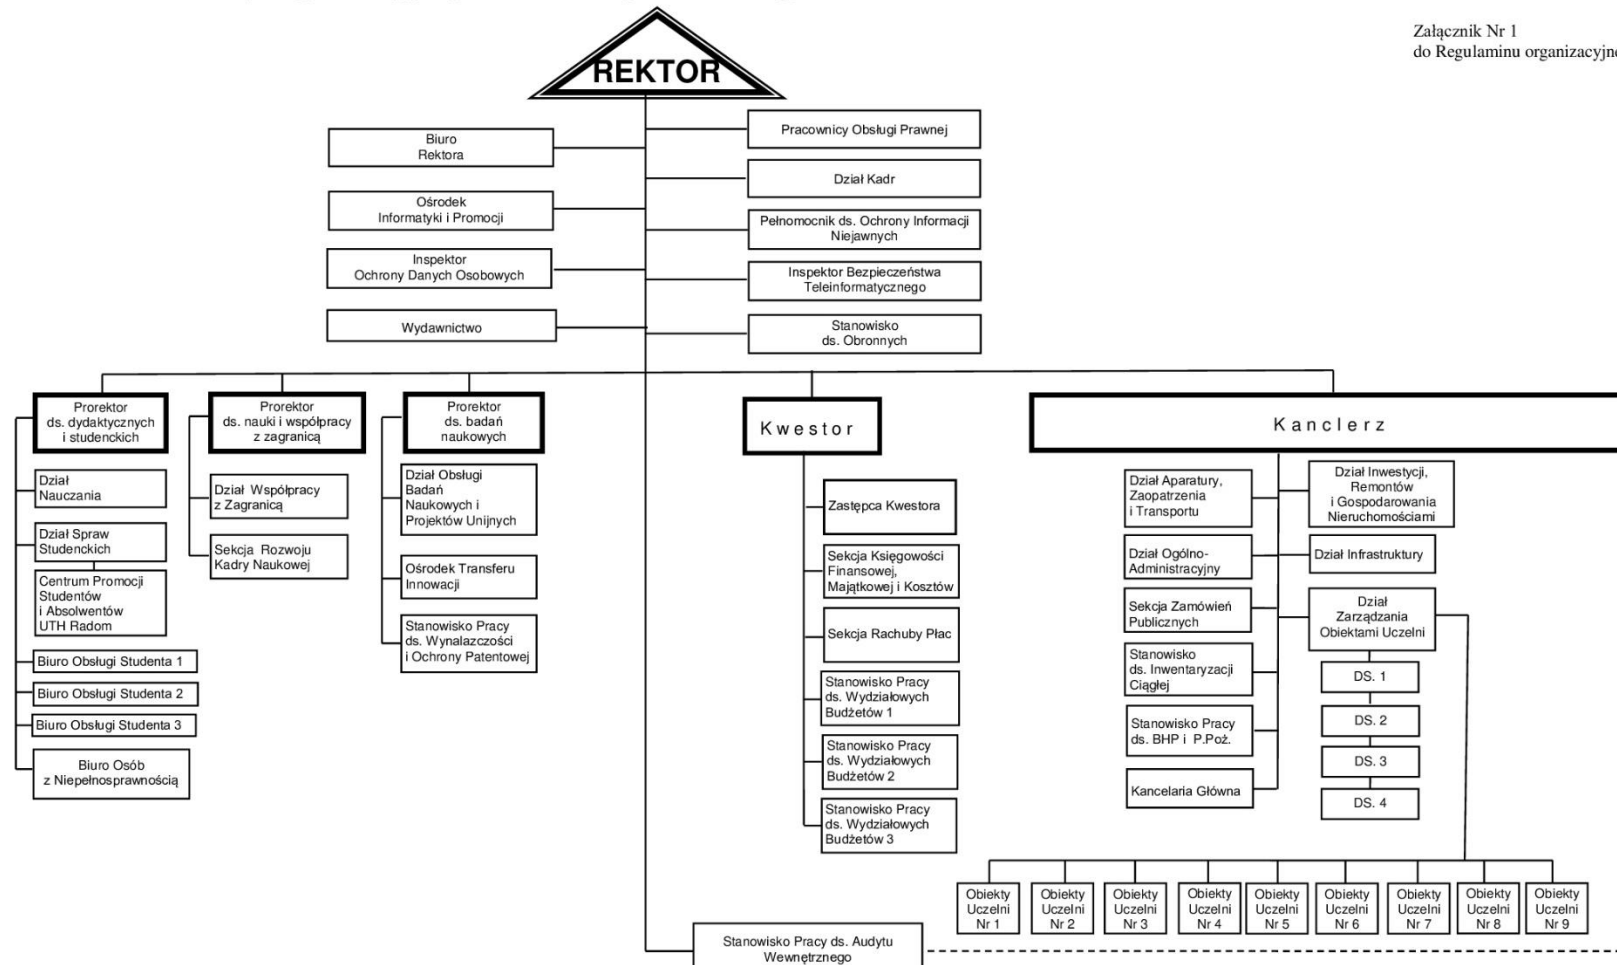 Załącznik Nr 1
do Regulaminu organizacyjne
REKTOR
Biuro
Rektora
Pracownicy Obsługi Prawnej
Dział Kadr
Ośrodek
Informatyki i Promocji
Pełnomocnik ds. Ochrony Informacji
Niejawnych
Inspektor
Ochrony Danych Osobowych
Inspektor Bezpieczeństwa
Teleinformatycznego
Wydawnictwo
Stanowisko
ds. Obronnych
Prorektor
ds. dydaktycznych
i studenckich
Prorektor
ds. nauki i współpracy
z zagranicą
Prorektor
ds. badań
naukowych
Kwestor
Kanclerz
Dział
Nauczania
Dział Spraw
Studenckich
Centrum Promocji
Studentów
i Absolwentów
UTH Radom
Biuro Obsługi Studenta 1
Biuro Obsługi Studenta 2
Biuro Obsługi Studenta 3
Biuro Osób
z Niepełnosprawnością
Dział Współpracy
z Zagranicą
Sekcja Rozwoju
Kadry Naukowej
Dział Obsługi
Badań
Naukowych i
Projektów Unijnych
Ośrodek Transferu
Innowacji
Stanowisko Pracy
ds. Wynalazczości
i Ochrony Patentowej
Zastępca Kwestora
Sekcja Księgowości
Finansowej,
Majątkowej i Kosztów
Sekcja Rachuby Płac
Stanowisko Pracy
ds. Wydziałowych
Budżetów 1
Stanowisko Pracy
ds. Wydziałowych
Budżetów 2
Stanowisko Pracy
ds. Wydziałowych
Budżetów 3
Dział Aparatury,
Zaopatrzenia
i Transportu
Dział Ogólno-
Administracyjny
Sekcja Zamówień
Publicznych
Stanowisko
ds. Inwentaryzacji
Ciągłej
Stanowisko Pracy
ds. BHP i P.Poż.
Kancelaria Główna
Dział Inwestycji,
Remontów
i Gospodarowania
Nieruchomościami
Dział Infrastruktury
Dział
Zarządzania
Obiektami Uczelni
DS. 1
DS. 2
DS. 3
DS. 4
Obiekty
Uczelni
Nr 1
Obiekty
Uczelni
Nr 2
Obiekty
Uczelni
Nr 3
Obiekty
Uczelni
Nr 4
Obiekty
Uczelni
Nr 5
Obiekty
Uczelni
Nr 6
Obiekty
Uczelni
Nr 7
Obiekty
Uczelni
Nr 8
Obiekty
Uczelni
Nr 9
Stanowisko Pracy ds. Audytu
Wewnętrznego